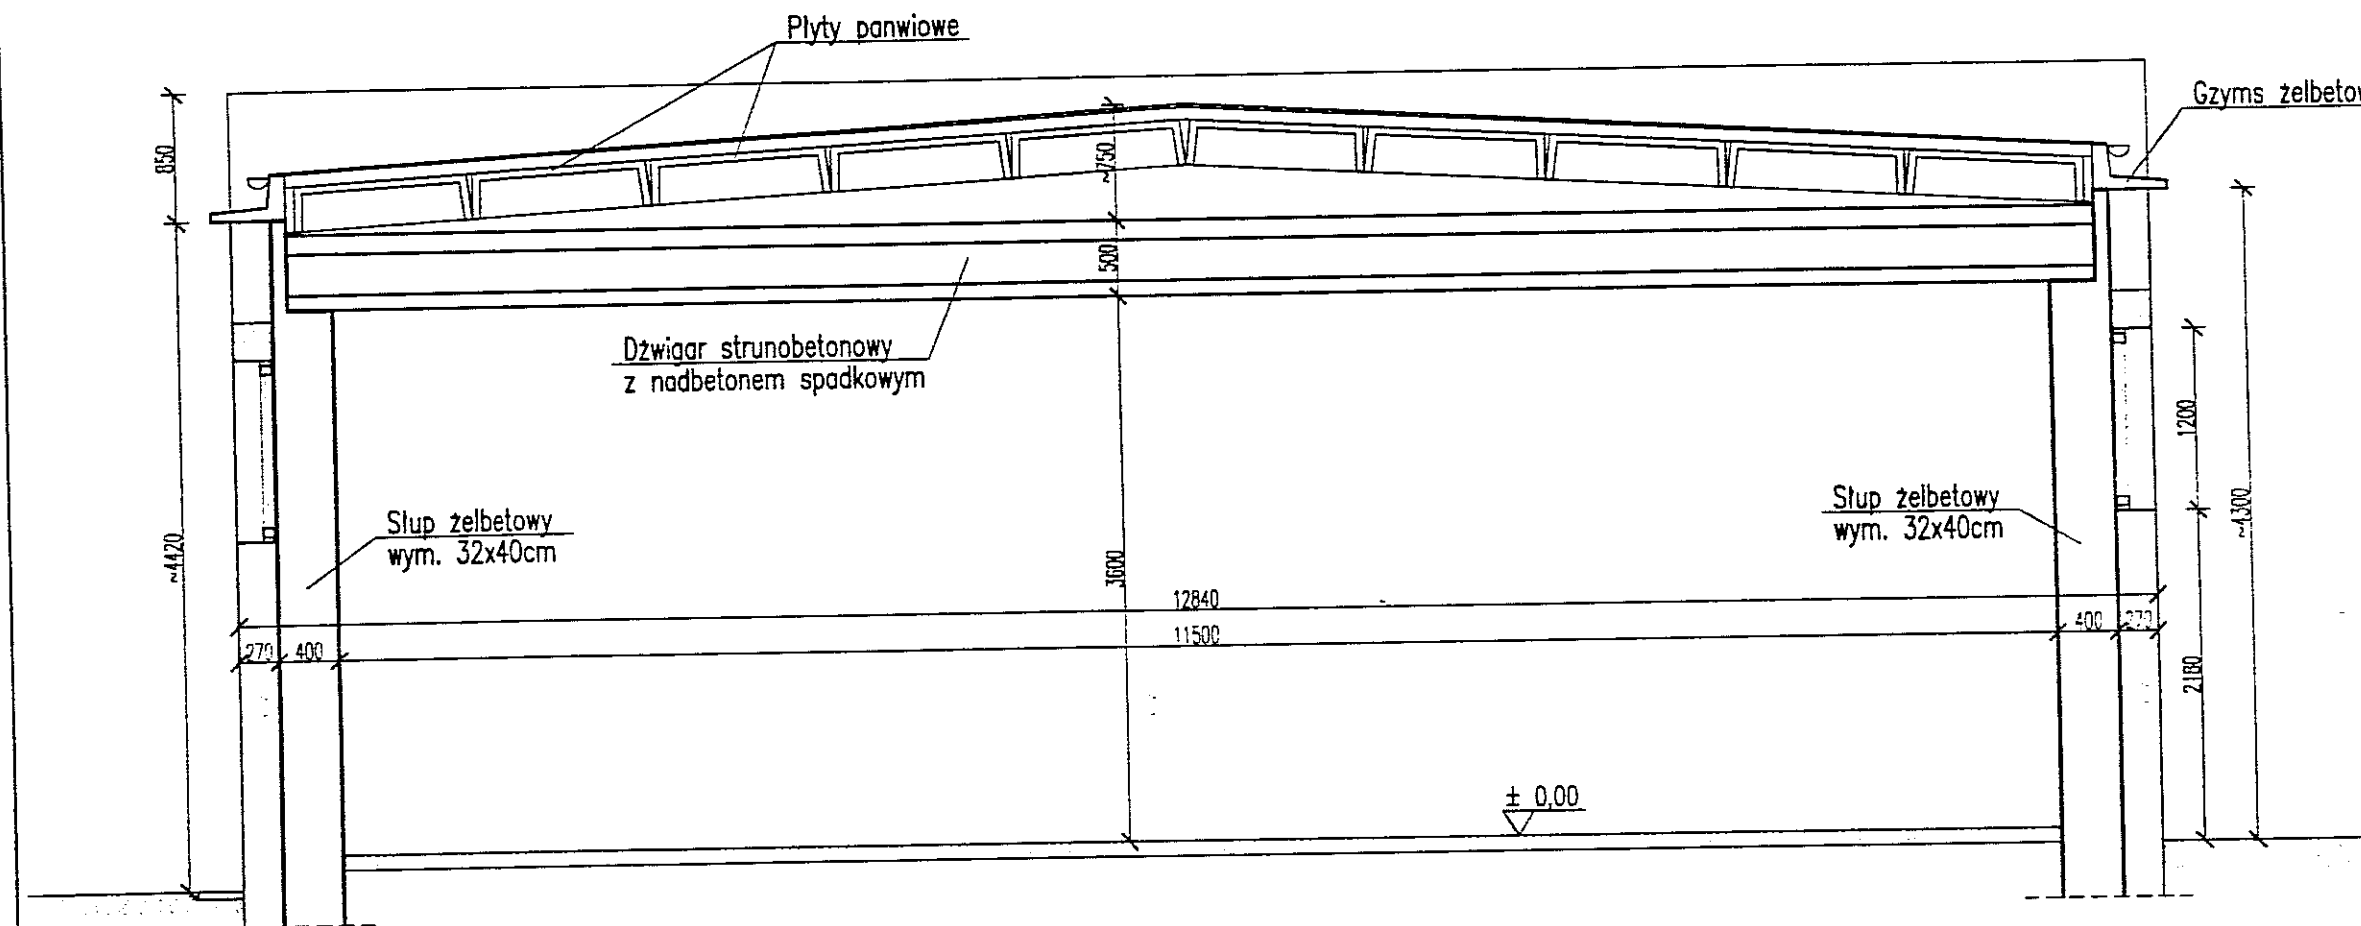 Płyty panwiowe
Gzyms żelbetow
850
~750
500
Dźwigar strunobetonowy
z nadbetonem spadkowym
1200
Słup żelbetowy
wym. 32x40cm
Słup żelbetowy
wym. 32x40cm
~4420
3600
~4300
12840
11500
270 400
400 270
2180
± 0,00